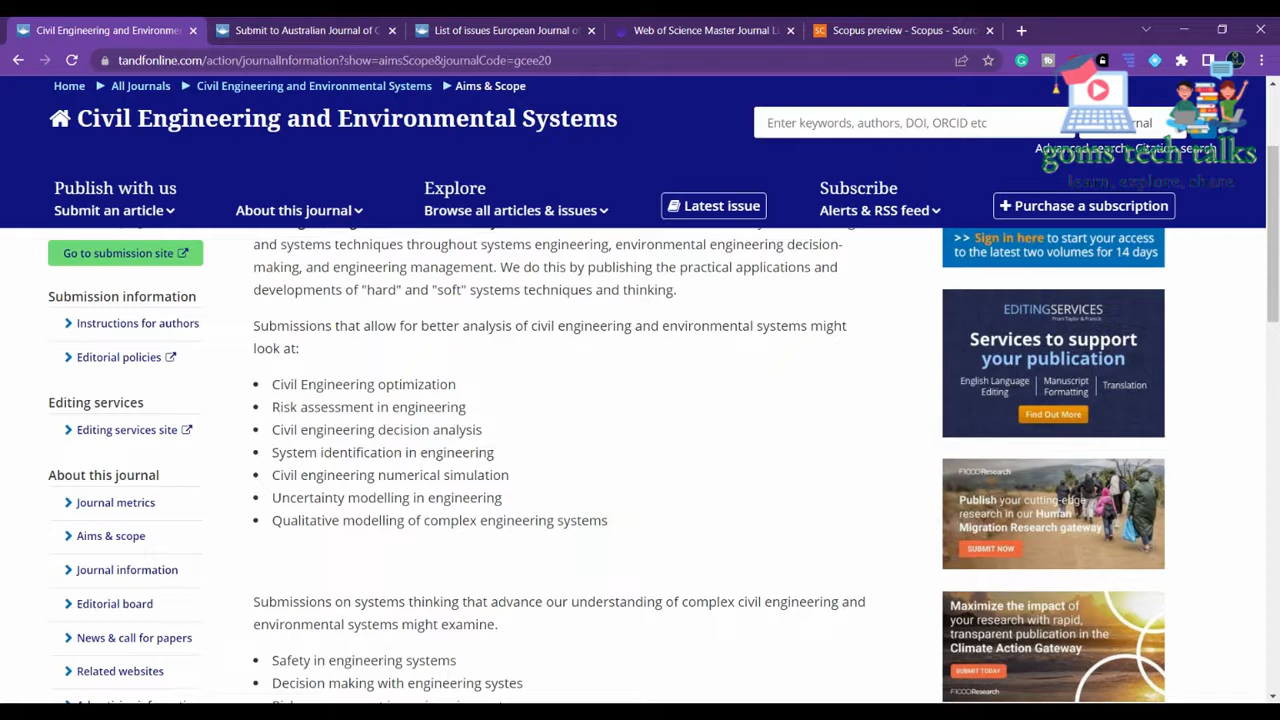 Civil Engineering and Environme
Submit to Australian Journal of C
List of issues European Journal of
Web of Science Master Journal Li
SC Scopus preview - Scopus - Sourc
tandfonline.com/action/journalInformation?show=aimsScope&journalCode=gcee20
Home All Journals Civil Engineering and Environmental Systems Aims & Scope
Civil Engineering and Environmental Systems
Enter keywords, authors, DOI, ORCID etc
Advanced search Citation search
goms tech talks
learn, explore, share
Publish with us
Explore
Subscribe
Submit an article
About this journal
Browse all articles & issues
Latest issue
Alerts & RSS feed
Purchase a subscription
Go to submission site
Submission information
Instructions for authors
Editorial policies
Editing services
Editing services site
About this journal
Journal metrics
Aims & scope
Journal information
Editorial board
News & call for papers
Related websites
and systems techniques throughout systems engineering, environmental engineering decision-
making, and engineering management. We do this by publishing the practical applications and
developments of "hard" and "soft" systems techniques and thinking.
Submissions that allow for better analysis of civil engineering and environmental systems might
look at:
• Civil Engineering optimization
• Risk assessment in engineering
• Civil engineering decision analysis
• System identification in engineering
• Civil engineering numerical simulation
• Uncertainty modelling in engineering
• Qualitative modelling of complex engineering systems
Submissions on systems thinking that advance our understanding of complex civil engineering and
environmental systems might examine.
• Safety in engineering systems
• Decision making with engineering systes
>> Sign in here to start your access
to the latest two volumes for 14 days
EDITINGSERVICES
From Taylor & Francis
Services to support
your publication
English Language
Editing
Manuscript
Formatting
Translation
Find Out More
F1000Research
Publish your cutting-edge
research in our Human
Migration Research gateway
SUBMIT NOW
Maximize the impact of
your research with rapid,
transparent publication in the
Climate Action Gateway
SUBMIT TODAY
F1000Research